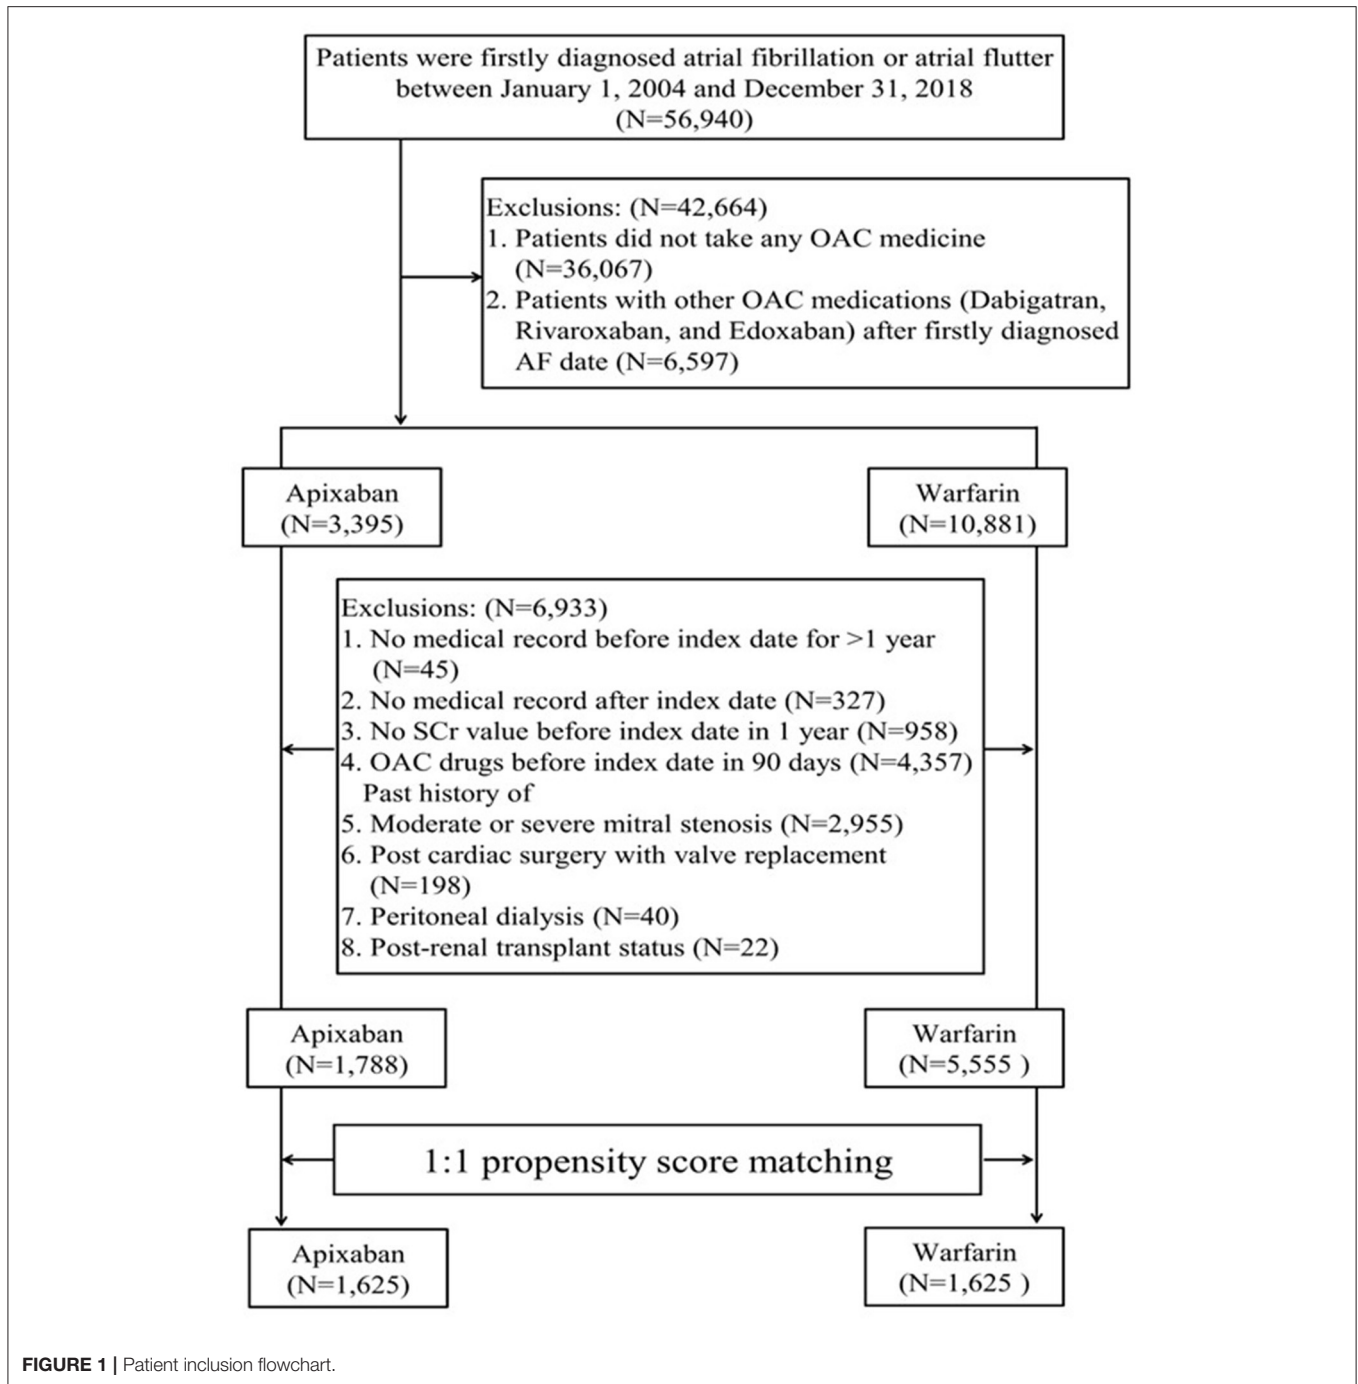 Patients were firstly diagnosed atrial fibrillation or atrial flutter
between January 1, 2004 and December 31, 2018
(N=56,940)
Exclusions: (N=42,664)
1. Patients did not take any OAC medicine
(N=36,067)
2. Patients with other OAC medications (Dabigatran,
Rivaroxaban, and Edoxaban) after firstly diagnosed
AF date (N=6,597)
Apixaban
(N=3,395)
Warfarin
(N=10,881)
Exclusions: (N=6,933)
1. No medical record before index date for >1 year
(N=45)
2. No medical record after index date (N=327)
3. No SCr value before index date in 1 year (N=958)
4. OAC drugs before index date in 90 days (N=4,357)
Past history of
5. Moderate or severe mitral stenosis (N=2,955)
6. Post cardiac surgery with valve replacement
(N=198)
7. Peritoneal dialysis (N=40)
8. Post-renal transplant status (N=22)
Apixaban
(N=1,788)
Warfarin
(N=5,555 )
1:1 propensity score matching
Apixaban
(N=1,625)
Warfarin
(N=1,625 )
FIGURE 1 | Patient inclusion flowchart.